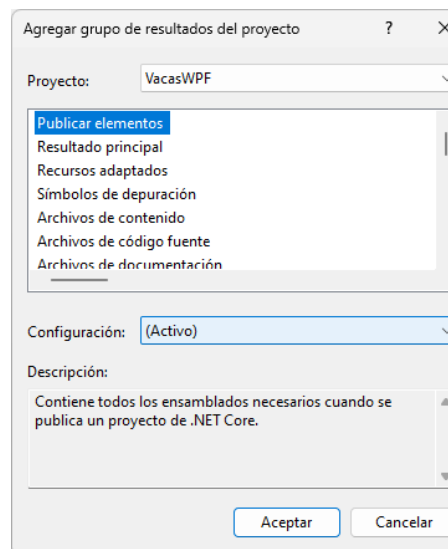 Agregar grupo de resultados del proyecto ?
Proyecto: VacasWPF
Publicar elementos
Resultado principal
Recursos adaptados
Símbolos de depuración
Archivos de contenido
Archivos de código fuente
Archivos de documentación
Configuración: (Activo)
Descripción:
Contiene todos los ensamblados necesarios cuando se
publica un proyecto de .NET Core.
Aceptar Cancelar